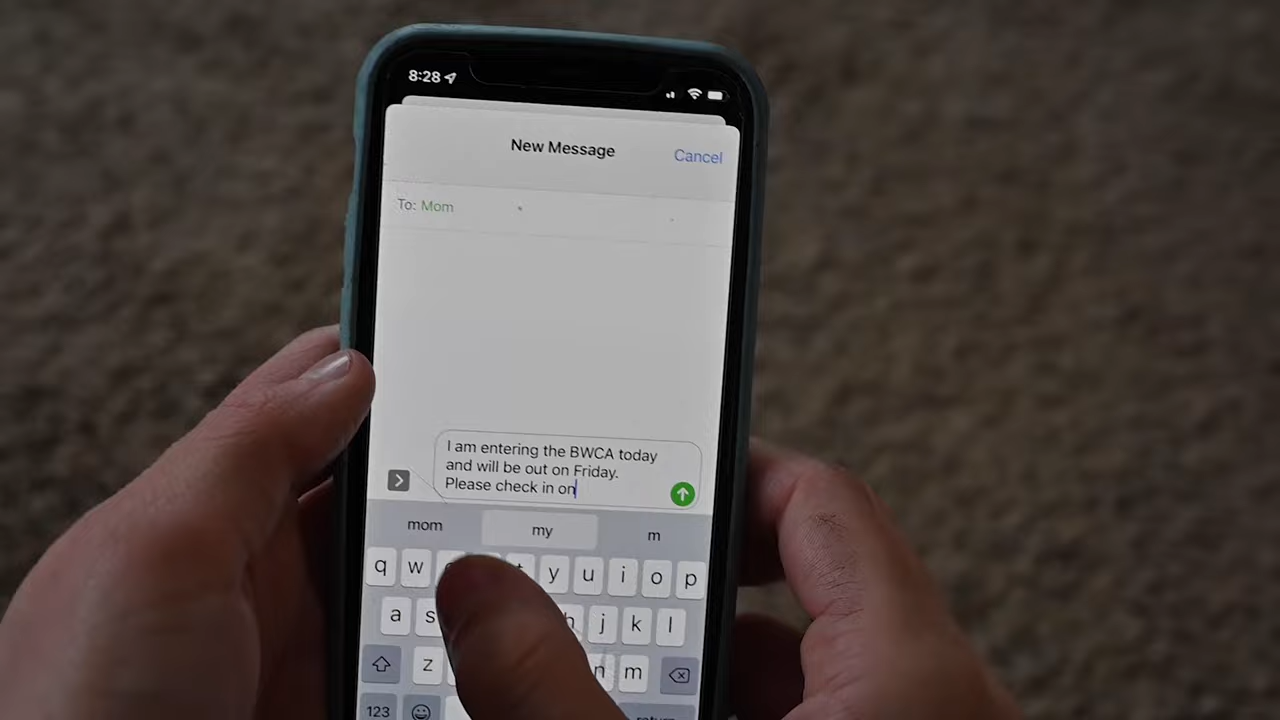 8:28
New Message
Cancel
To: Mom
I am entering the BWCA today
and will be out on Friday.
Please check in on
mom my m
q w t y u i o p
a s h j k l
z n m
123
return